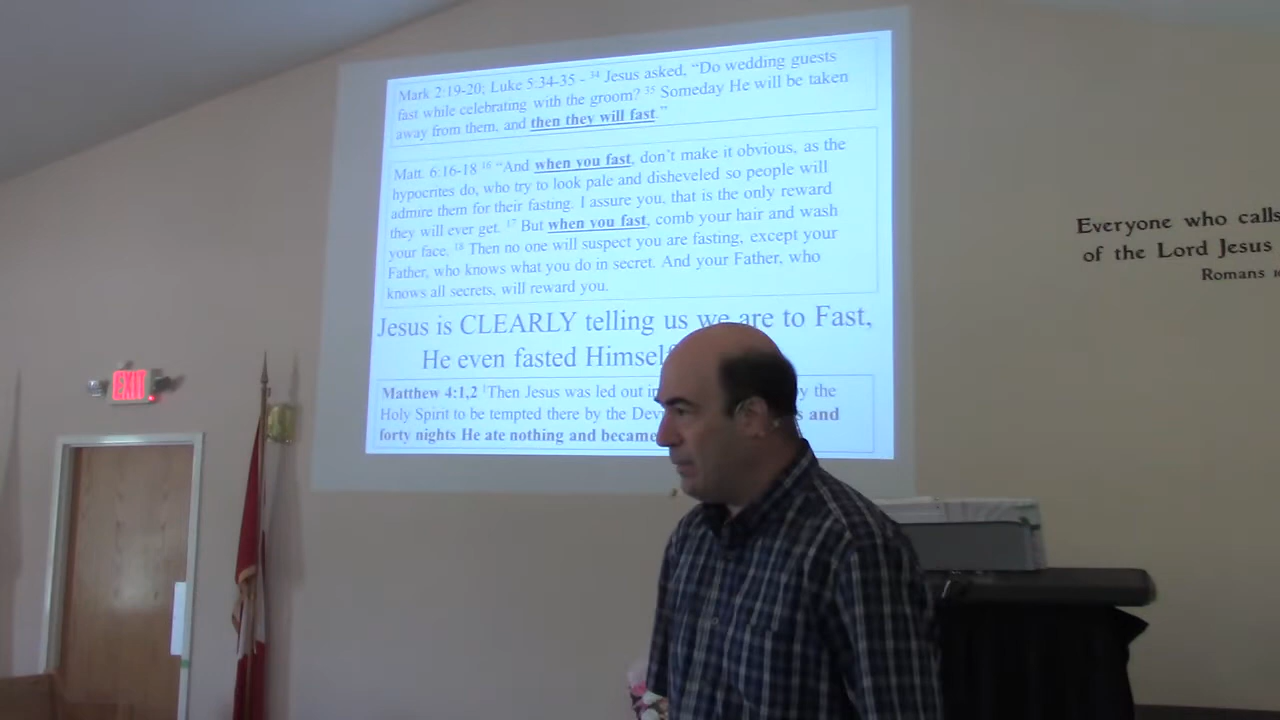 Mark 2:19-20; Luke 5:34-35 - 34 Jesus asked, “Do wedding guests
fast while celebrating with the groom? 35 Someday He will be taken
away from them, and then they will fast.”
Matt. 6:16-18 16 “And when you fast, don’t make it obvious, as the
hypocrites do, who try to look pale and disheveled so people will
admire them for their fasting. I assure you, that is the only reward
they will ever get. 17 But when you fast, comb your hair and wash
your face. 18 Then no one will suspect you are fasting, except your
Father, who knows what you do in secret. And your Father, who
knows all secrets, will reward you.
Jesus is CLEARLY telling us we are to Fast,
He even fasted Himself
Matthew 4:1,2 1Then Jesus was led out by the
Holy Spirit to be tempted there by the and
forty nights He ate nothing and became
EXIT
Everyone who calls
of the Lord Jesus
Romans